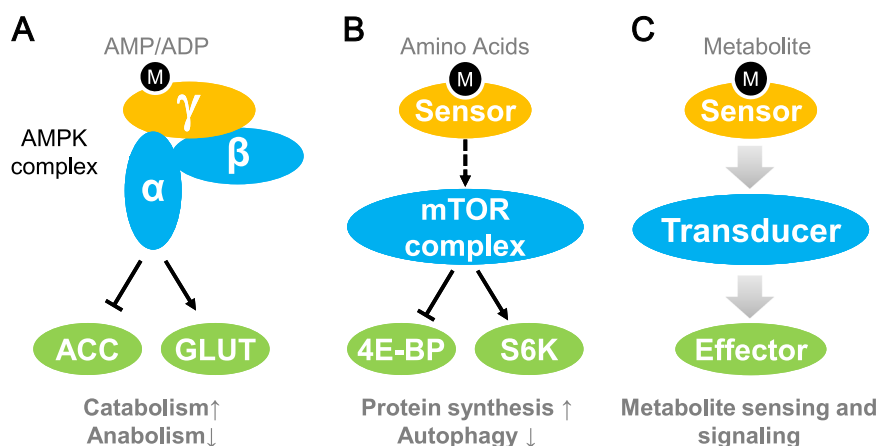 A
AMP/ADP
M
γ
AMPK
complex
β
α
ACC
GLUT
Catabolism↑
Anabolism↓
B
Amino Acids
M
Sensor
mTOR
complex
4E-BP
S6K
Protein synthesis ↑
Autophagy ↓
C
Metabolite
M
Sensor
Transducer
Effector
Metabolite sensing and
signaling